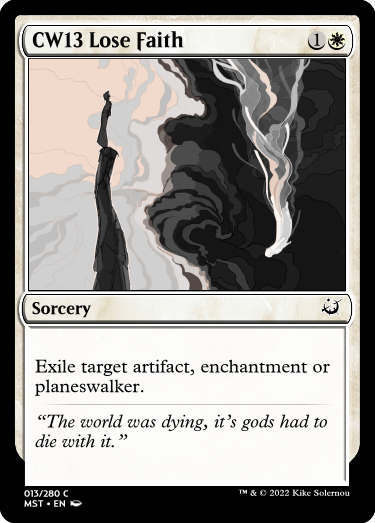 CW13 Lose Faith 1
Sorcery
Exile target artifact, enchantment or
planeswalker.
“The world was dying, it’s gods had to
die with it.”
013/280 C
MST • EN
™ & © 2022 Kike Solernou